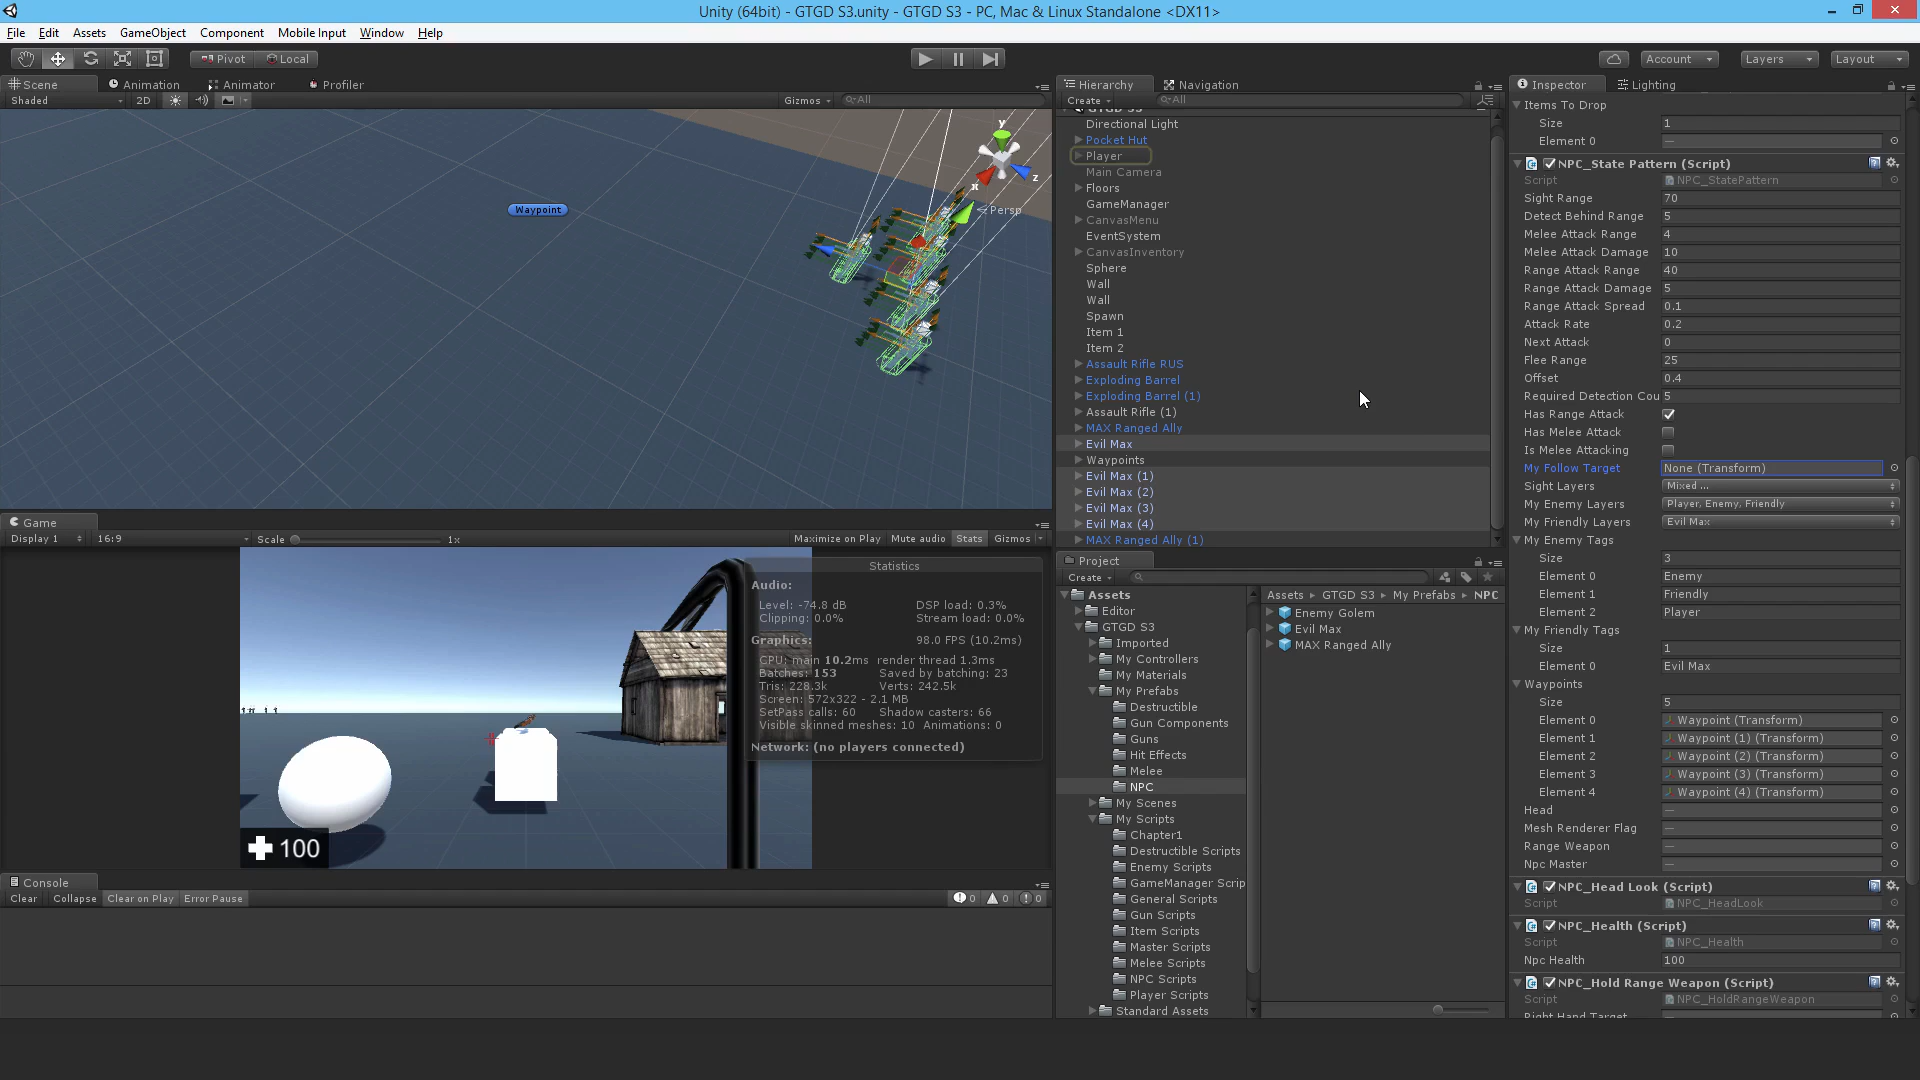 Unity (64bit) - GTGD S3.unity - GTGD S3 - PC, Mac & Linux Standalone <DX11>
File Edit Assets GameObject Component Mobile Input Window Help
Pivot Local Account Layers Layout
Scene Animation Animator Profiler
Shaded 2D Gizmos All
Waypoint
y
x
z
Persp
Game
Display 1 16:9 Scale 1x Maximize on Play Mute audio Stats Gizmos
Statistics
Audio:
Level: -74.8 dB DSP load: 0.3%
Clipping: 0.0% Stream load: 0.0%
Graphics: 98.0 FPS (10.2ms)
CPU: main 10.2ms render thread 1.3ms
Batches: 153 Saved by batching: 23
Tris: 228.3k Verts: 242.5k
Screen: 572x322 - 2.1 MB
SetPass calls: 60 Shadow casters: 66
Visible skinned meshes: 10 Animations: 0
Network: (no players connected)
100
Console
Clear Collapse Clear on Play Error Pause 0 0 0
Hierarchy Navigation
Create All
GTGD S3
Directional Light
Pocket Hut
Player
Main Camera
Floors
GameManager
CanvasMenu
EventSystem
CanvasInventory
Sphere
Wall
Wall
Spawn
Item 1
Item 2
Assault Rifle RUS
Exploding Barrel
Exploding Barrel (1)
Assault Rifle (1)
MAX Ranged Ally
Evil Max
Waypoints
Evil Max (1)
Evil Max (2)
Evil Max (3)
Evil Max (4)
MAX Ranged Ally (1)
Project
Create
Assets
Editor
GTGD S3
Imported
My Controllers
My Materials
My Prefabs
Destructible
Gun Components
Guns
Hit Effects
Melee
NPC
My Scenes
My Scripts
Chapter1
Destructible Scripts
Enemy Scripts
GameManager Scrip
General Scripts
Gun Scripts
Item Scripts
Master Scripts
Melee Scripts
NPC Scripts
Player Scripts
Standard Assets
Assets GTGD S3 My Prefabs NPC
Enemy Golem
Evil Max
MAX Ranged Ally
Inspector Lighting
Items To Drop
Size 1
Element 0 —
NPC_State Pattern (Script)
Script NPC_StatePattern
Sight Range 70
Detect Behind Range 5
Melee Attack Range 4
Melee Attack Damage 10
Range Attack Range 40
Range Attack Damage 5
Range Attack Spread 0.1
Attack Rate 0.2
Next Attack 0
Flee Range 25
Offset 0.4
Required Detection Cou 5
Has Range Attack
Has Melee Attack
Is Melee Attacking
My Follow Target None (Transform)
Sight Layers Mixed ...
My Enemy Layers Player, Enemy, Friendly
My Friendly Layers Evil Max
My Enemy Tags
Size 3
Element 0 Enemy
Element 1 Friendly
Element 2 Player
My Friendly Tags
Size 1
Element 0 Evil Max
Waypoints
Size 5
Element 0 Waypoint (Transform)
Element 1 Waypoint (1) (Transform)
Element 2 Waypoint (2) (Transform)
Element 3 Waypoint (3) (Transform)
Element 4 Waypoint (4) (Transform)
Head —
Mesh Renderer Flag —
Range Weapon —
Npc Master —
NPC_Head Look (Script)
Script NPC_HeadLook
NPC_Health (Script)
Script NPC_Health
Npc Health 100
NPC_Hold Range Weapon (Script)
Script NPC_HoldRangeWeapon
Right Hand Target